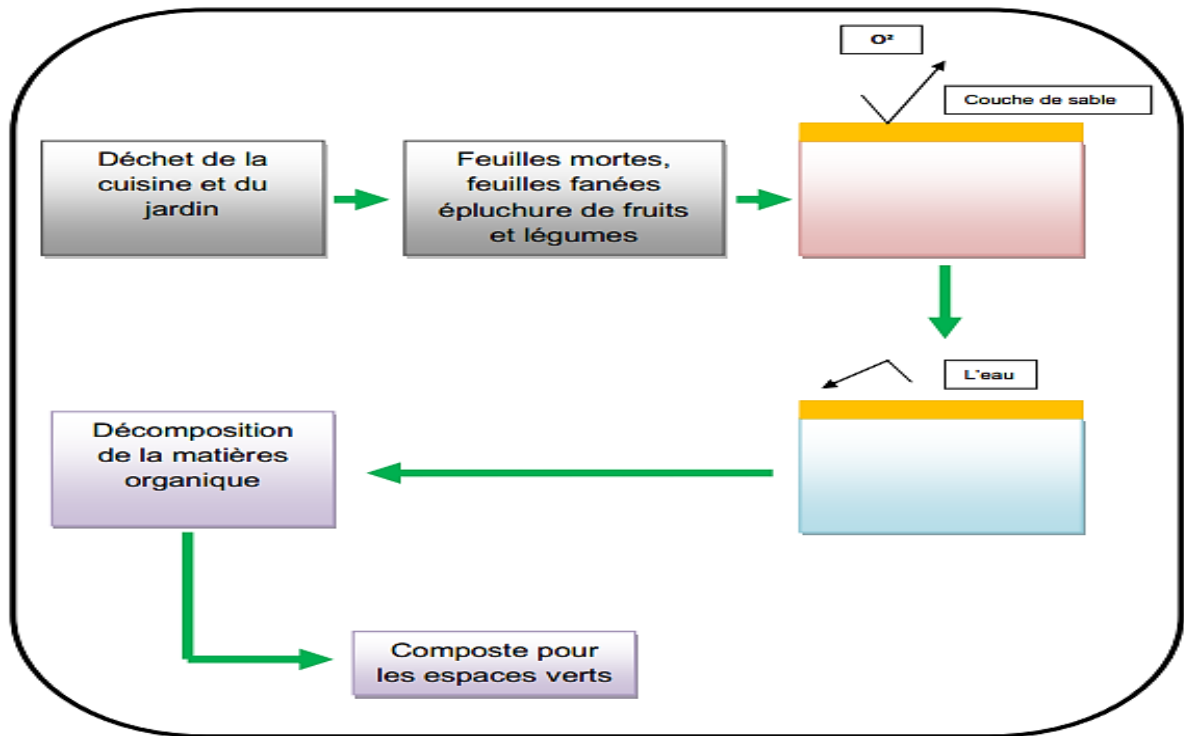 O²
Couche de sable
Déchet de la
cuisine et du
jardin
Feuilles mortes,
feuilles fanées
épluchure de fruits
et légumes
L'eau
Décomposition
de la matières
organique
Composte pour
les espaces verts